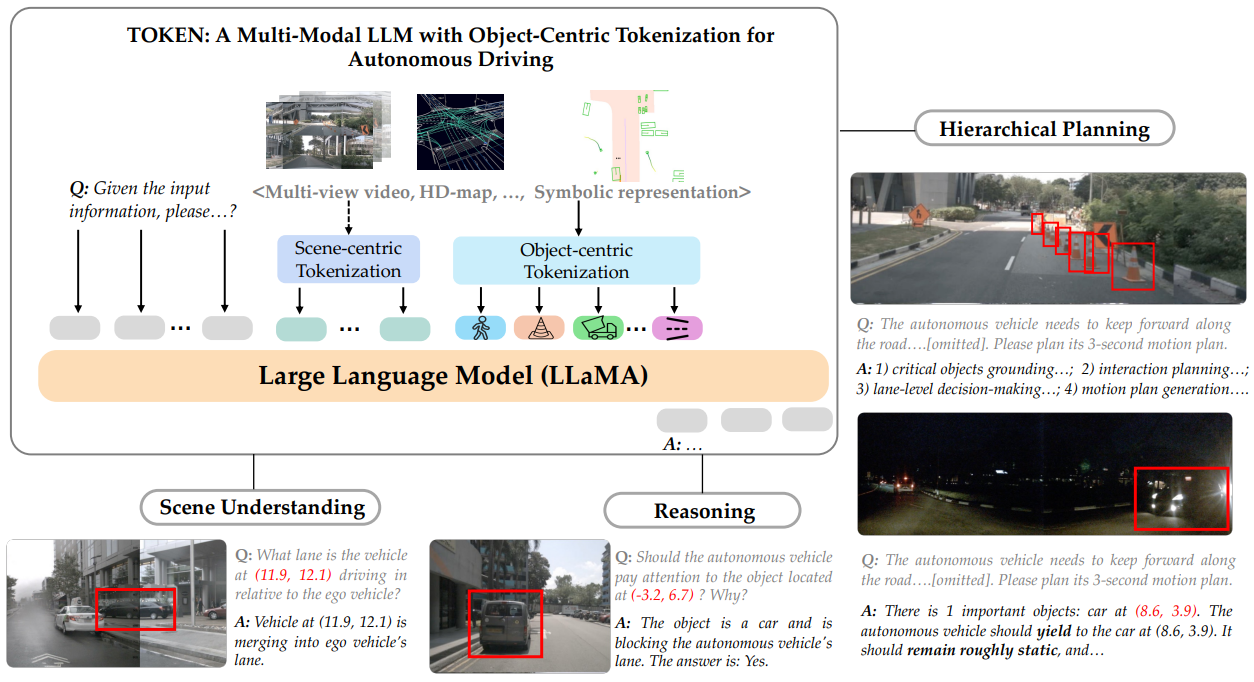 TOKEN: A Multi-Modal LLM with Object-Centric Tokenization for
Autonomous Driving
Q: Given the input
information, please…?
<Multi-view video, HD-map, …, Symbolic representation>
Scene-centric
Tokenization
Object-centric
Tokenization
...
...
...
Large Language Model (LLaMA)
A: …
Hierarchical Planning
Q: The autonomous vehicle needs to keep forward along
the road….[omitted]. Please plan its 3-second motion plan.
A: 1) critical objects grounding…; 2) interaction planning…;
3) lane-level decision-making…; 4) motion plan generation….
Q: The autonomous vehicle needs to keep forward along
the road….[omitted]. Please plan its 3-second motion plan.
A: There is 1 important objects: car at (8.6, 3.9). The
autonomous vehicle should yield to the car at (8.6, 3.9). It
should remain roughly static, and…
Scene Understanding
Q: What lane is the vehicle
at (11.9, 12.1) driving in
relative to the ego vehicle?
A: Vehicle at (11.9, 12.1) is
merging into ego vehicle's
lane.
Reasoning
Q: Should the autonomous vehicle
pay attention to the object located
at (-3.2, 6.7) ? Why?
A: The object is a car and is
blocking the autonomous vehicle's
lane. The answer is: Yes.